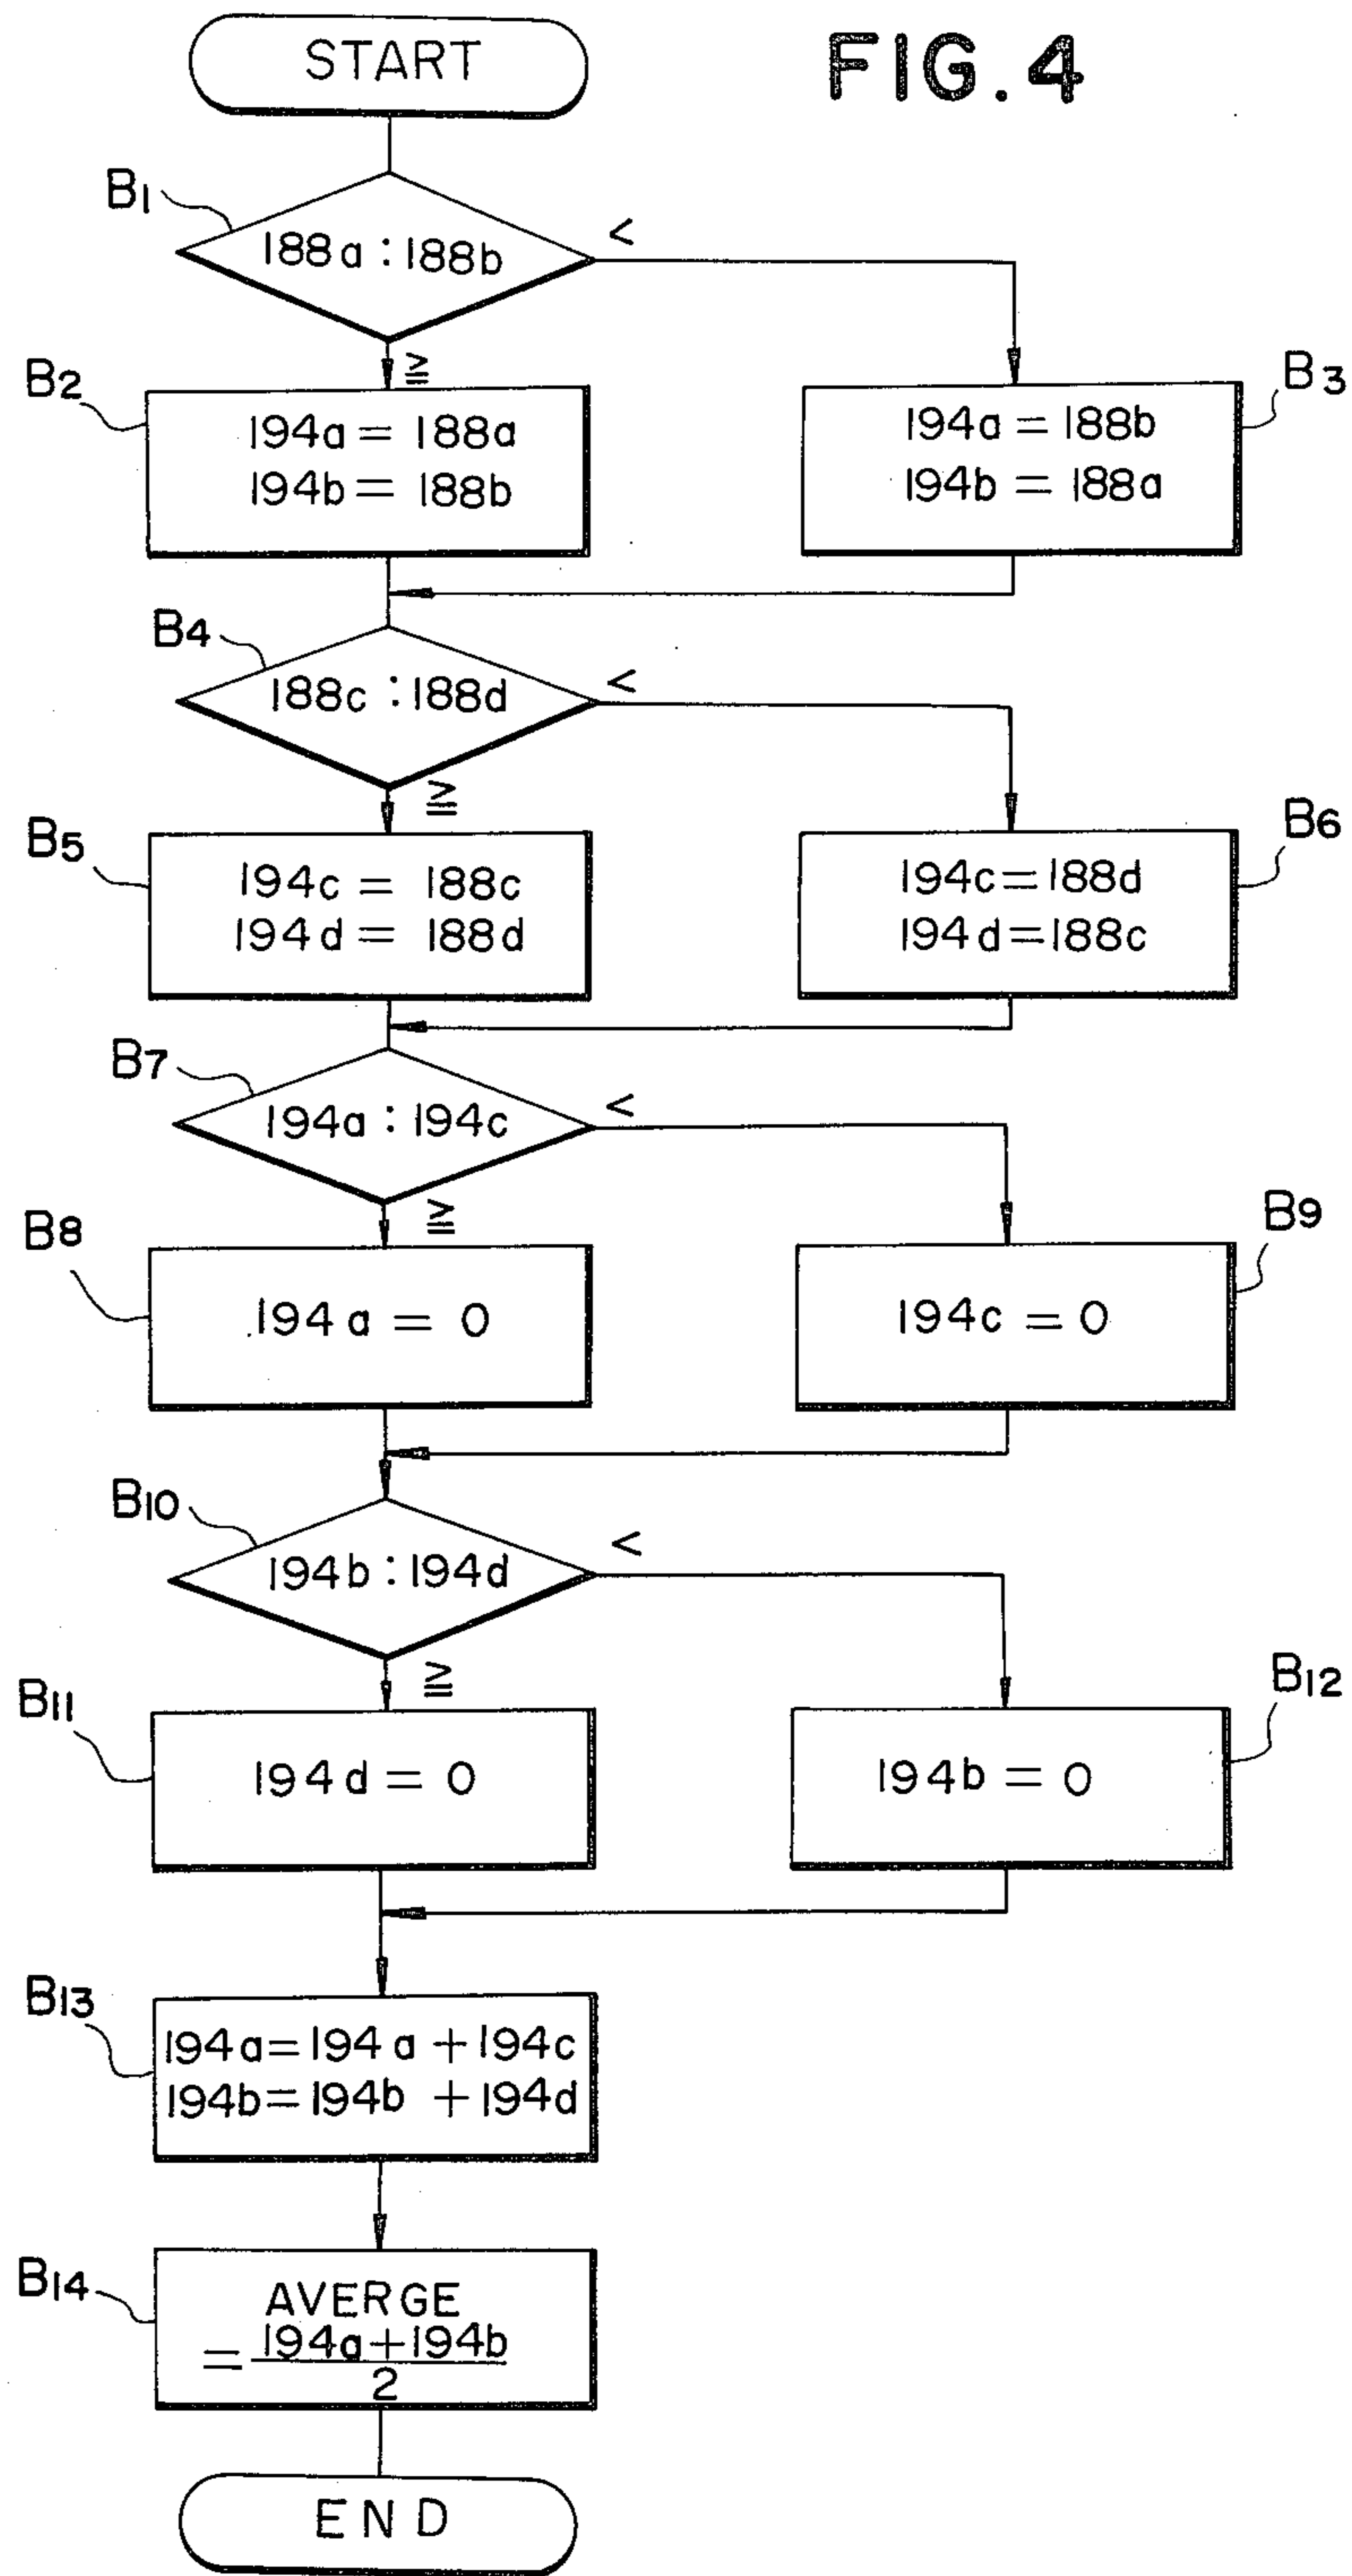 FIG. 4
START
B1
188a : 188b
<
≧
B2
194a = 188a
194b = 188b
B3
194a = 188b
194b = 188a
B4
188c : 188d
<
≧
B5
194c = 188c
194d = 188d
B6
194c = 188d
194d = 188c
B7
194a : 194c
<
≧
B8
194a = 0
B9
194c = 0
B10
194b : 194d
<
≧
B11
194d = 0
B12
194b = 0
B13
194a = 194a + 194c
194b = 194b + 194d
B14
AVERGE
= 194a + 194b
2
END